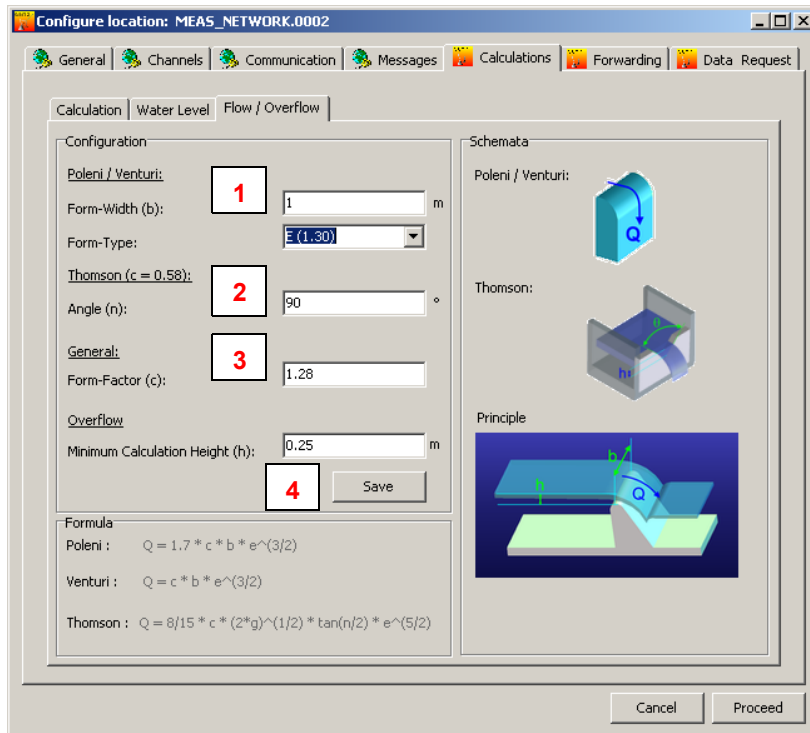 Configure location: MEAS_NETWORK.0002
General
Channels
Communication
Messages
Calculations
Forwarding
Data Request
Calculation
Water Level
Flow / Overflow
Configuration
Poleni / Venturi:
1
Form-Width (b):
1
m
Form-Type:
E (1.30)
Thomson (c = 0.58):
2
Angle (n):
90
°
General:
3
Form-Factor (c):
1.28
Overflow
Minimum Calculation Height (h):
0.25
m
4
Save
Formula
Poleni : Q = 1.7 * c * b * e^(3/2)
Venturi : Q = c * b * e^(3/2)
Thomson : Q = 8/15 * c * (2*g)^(1/2) * tan(n/2) * e^(5/2)
Schemata
Poleni / Venturi:
Q
Thomson:
θ
h
Principle
b
h
Q
Cancel
Proceed